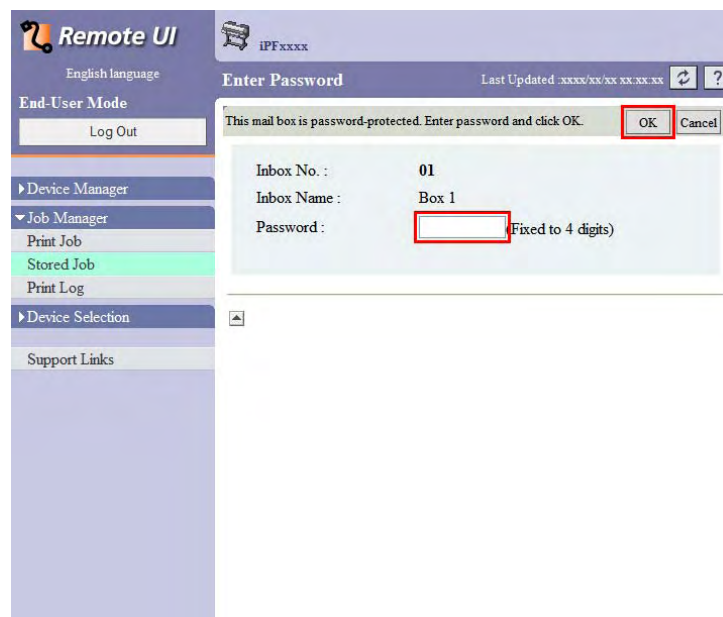 Remote UI
English language
End-User Mode
Log Out
▶Device Manager
▼Job Manager
Print Job
Stored Job
Print Log
▶Device Selection
Support Links
iPFxxxx
Enter Password
Last Updated :xxxx/xx/xx xx:xx:xx
?
This mail box is password-protected. Enter password and click OK.
OK
Cancel
Inbox No. : 01
Inbox Name : Box 1
Password : (Fixed to 4 digits)